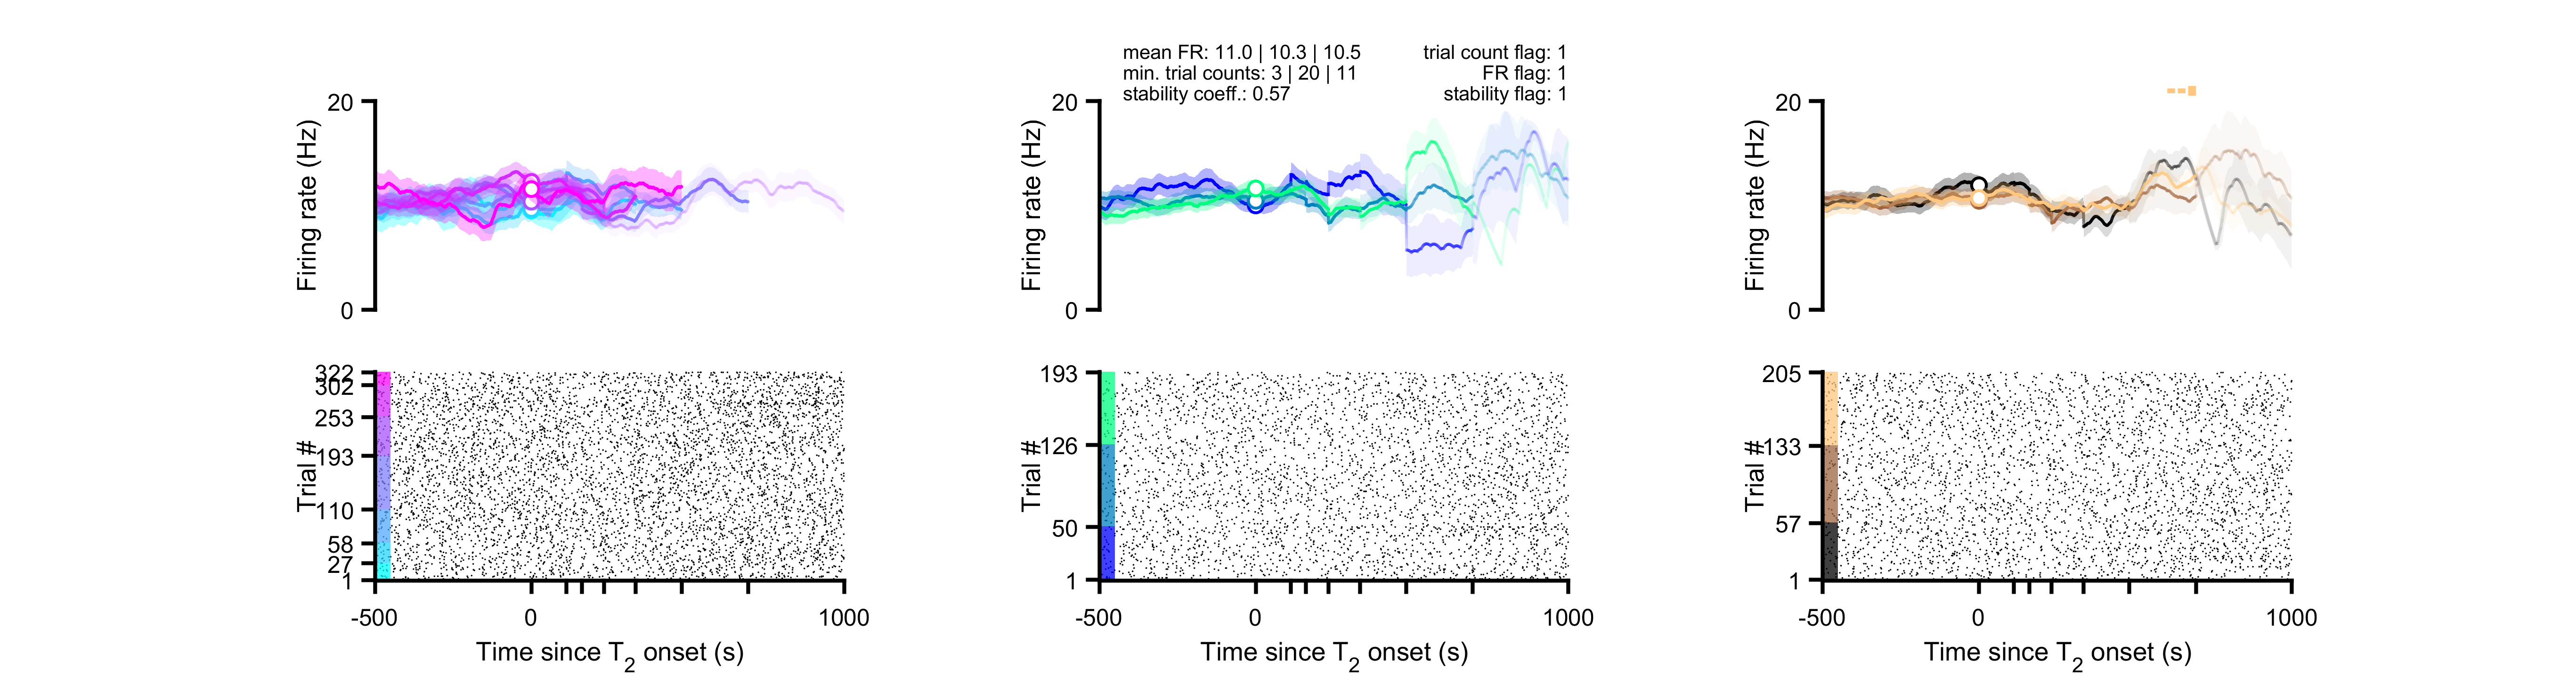 mean FR: 11.0 | 10.3 | 10.5
min. trial counts: 3 | 20 | 11
stability coeff.: 0.57
trial count flag: 1
FR flag: 1
stability flag: 1
20
Firing rate (Hz)
0
20
Firing rate (Hz)
0
20
Firing rate (Hz)
0
322
302
253
193
110
58
27
1
Trial #
-500
0
1000
Time since T2 onset (s)
193
126
50
1
Trial #
-500
0
1000
Time since T2 onset (s)
205
133
57
1
Trial #
-500
0
1000
Time since T2 onset (s)